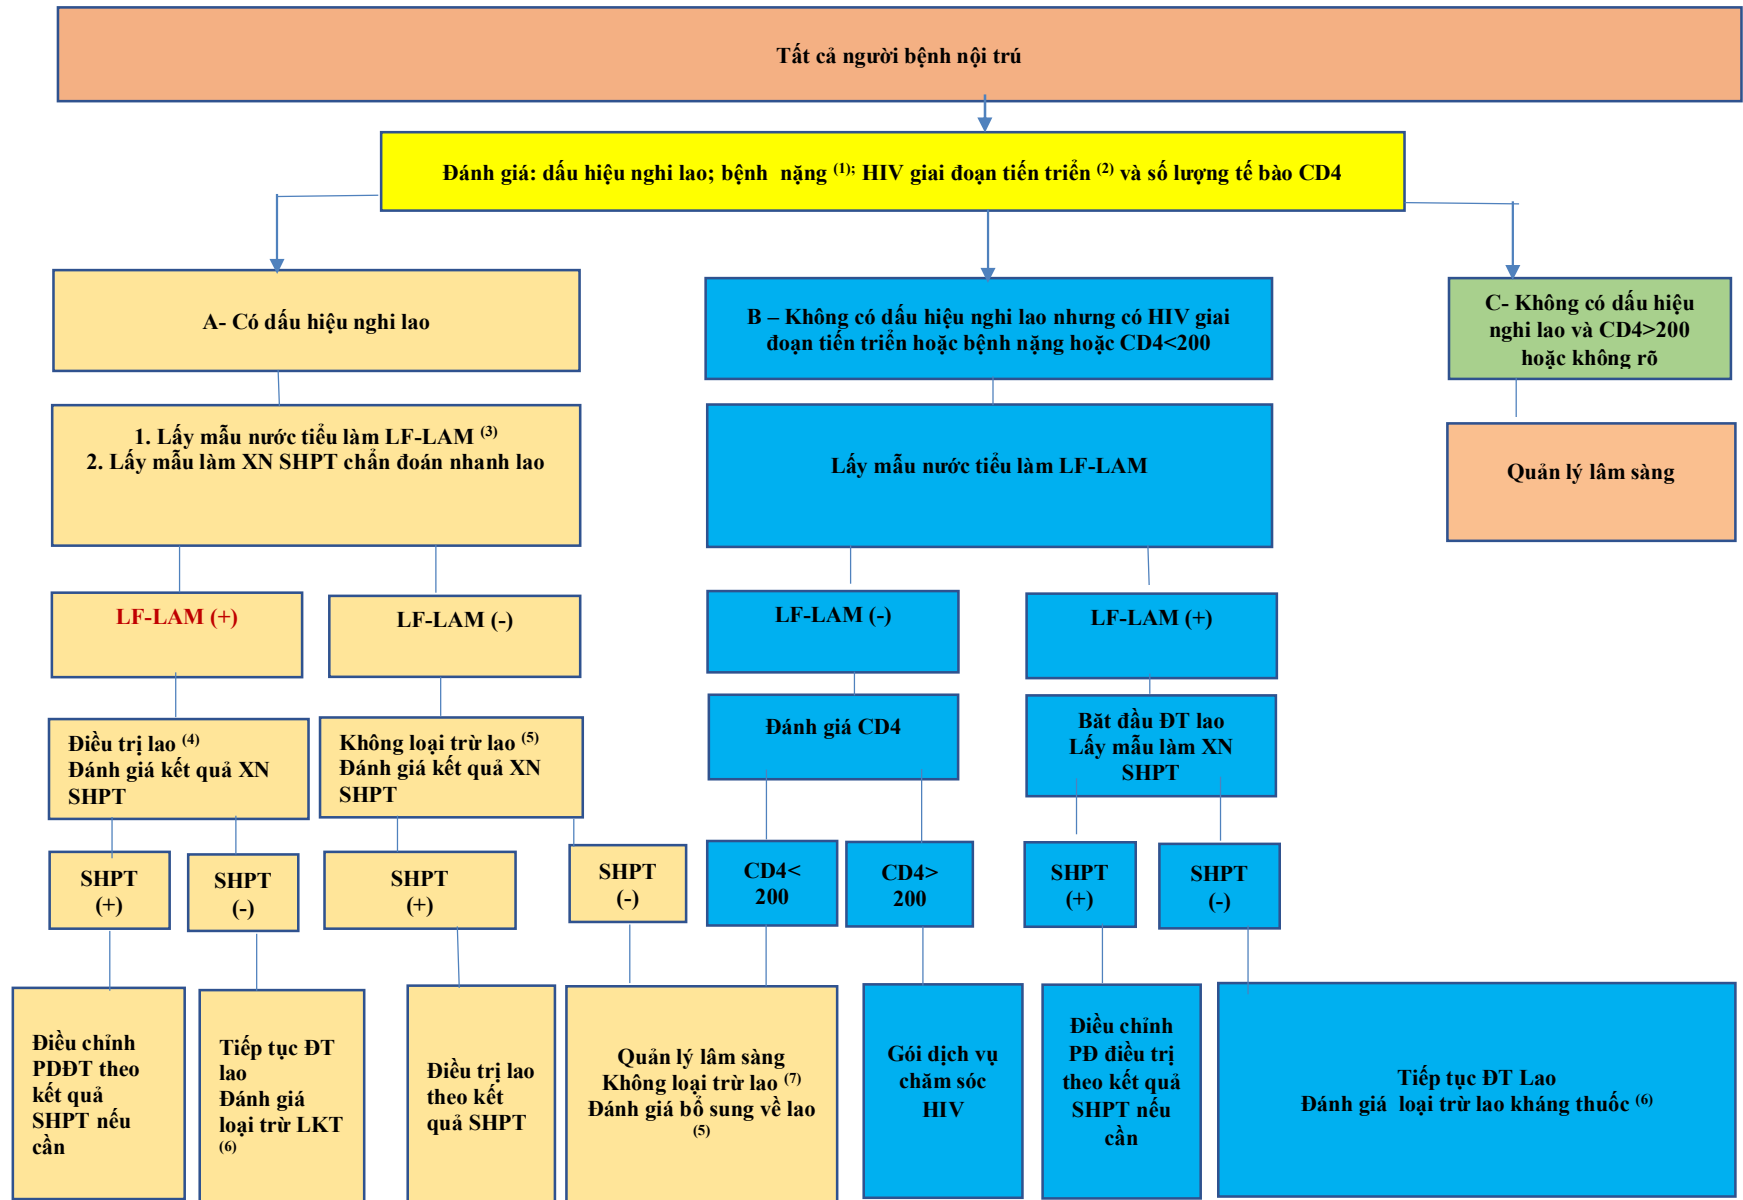 Tất cả người bệnh nội trú
Đánh giá: dấu hiệu nghi lao; bệnh nặng (1); HIV giai đoạn tiến triển (2) và số lượng tế bào CD4
A- Có dấu hiệu nghi lao
B – Không có dấu hiệu nghi lao nhưng có HIV giai
đoạn tiến triển hoặc bệnh nặng hoặc CD4<200
C- Không có dấu hiệu
nghi lao và CD4>200
hoặc không rõ
1. Lấy mẫu nước tiểu làm LF-LAM (3)
2. Lấy mẫu làm XN SHPT chẩn đoán nhanh lao
Lấy mẫu nước tiểu làm LF-LAM
Quản lý lâm sàng
LF-LAM (+)
LF-LAM (-)
LF-LAM (-)
LF-LAM (+)
Điều trị lao (4)
Đánh giá kết quả XN
SHPT
Không loại trừ lao (5)
Đánh giá kết quả XN
SHPT
Đánh giá CD4
Băt đầu ĐT lao
Lấy mẫu làm XN
SHPT
SHPT
(+)
SHPT
(-)
SHPT
(+)
SHPT
(-)
CD4<
200
CD4>
200
SHPT
(+)
SHPT
(-)
Điều chỉnh
PDĐT theo
kết quả
SHPT nếu
cần
Tiếp tục ĐT
lao
Đánh giá
loại trừ LKT
(6)
Điều trị lao
theo kết
quả SHPT
Quản lý lâm sàng
Không loại trừ lao (7)
Đánh giá bổ sung về lao
(5)
Gói dịch vụ
chăm sóc
HIV
Điều chỉnh
PĐ điều trị
theo kết quả
SHPT nếu
cần
Tiếp tục ĐT Lao
Đánh giá loại trừ lao kháng thuốc (6)